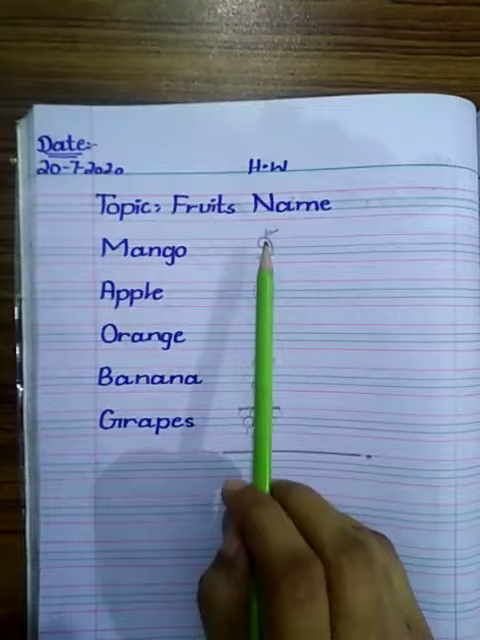 Date:-
20-7-2020
H.W
Topic: Fruits Name
Mango
Apple
Orange
Banana
Grapes